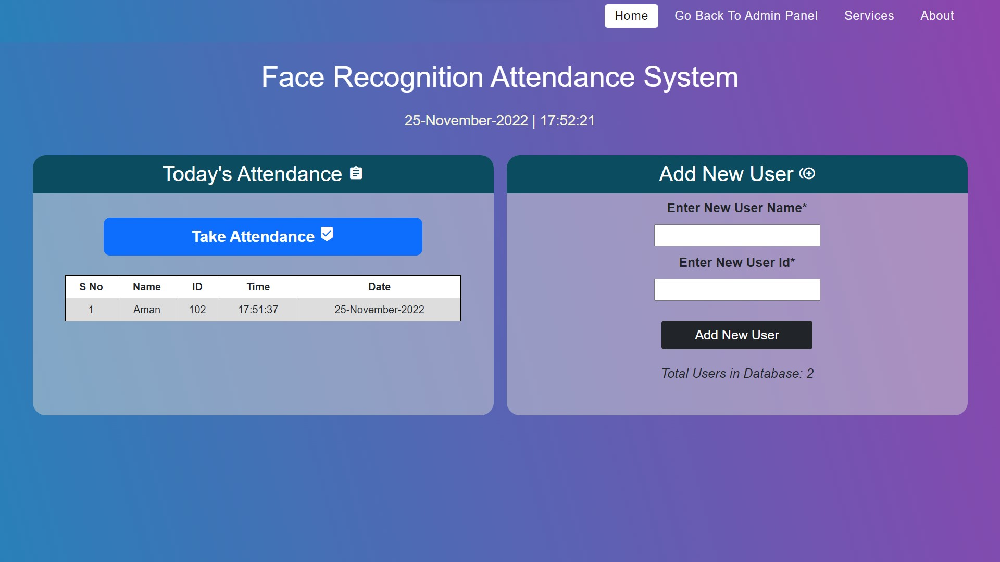 Home Go Back To Admin Panel Services About
Face Recognition Attendance System
25-November-2022 | 17:52:21
Today's Attendance
Take Attendance
S No Name ID Time Date
1 Aman 102 17:51:37 25-November-2022
Add New User
Enter New User Name*
Enter New User Id*
Add New User
Total Users in Database: 2